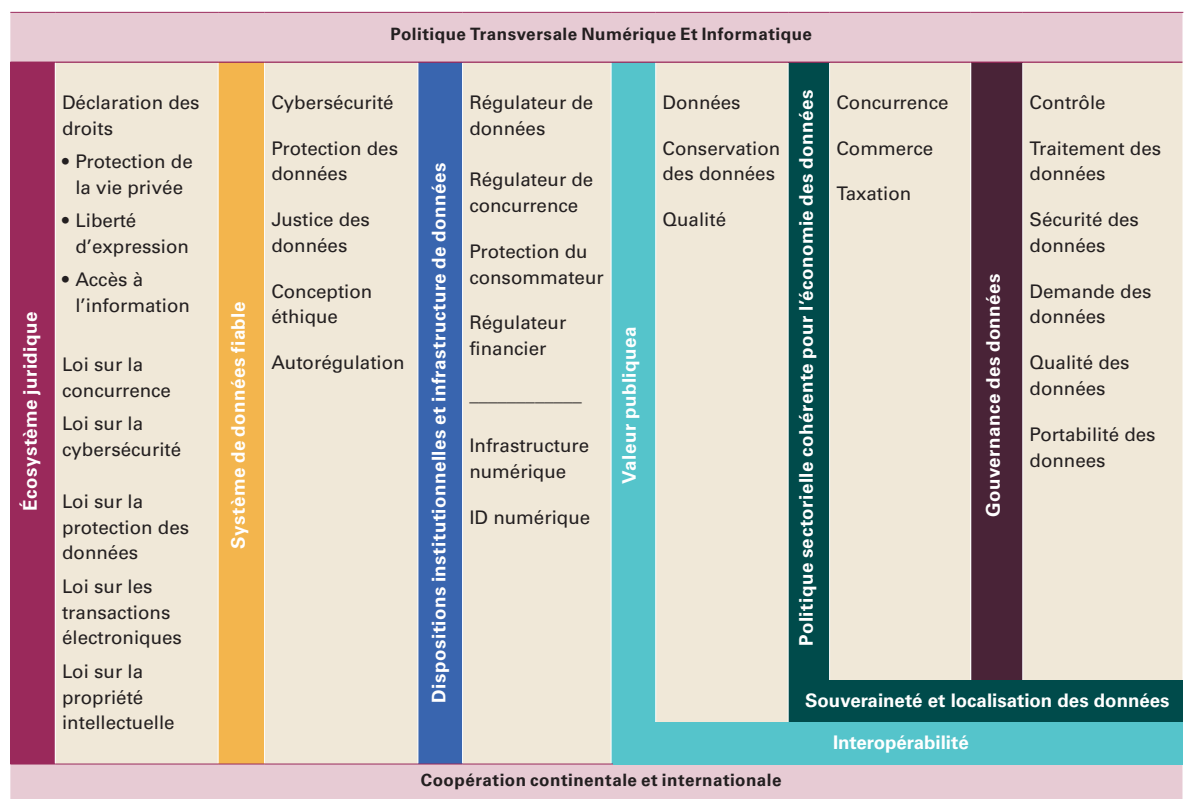 Politique Transversale Numérique Et Informatique
Écosystème juridique
Déclaration des
droits
• Protection de
la vie privée
• Liberté
d'expression
• Accès à
l'information
Loi sur la
concurrence
Loi sur la
cybersécurité
Loi sur la
protection des
données
Loi sur les
transactions
électroniques
Loi sur la
propriété
intellectuelle
Système de données fiable
Cybersécurité
Protection des
données
Justice des
données
Conception
éthique
Autorégulation
Dispositions institutionnelles et infrastructure de données
Régulateur de
données
Régulateur de
concurrence
Protection du
consommateur
Régulateur
financier
____________
Infrastructure
numérique
ID numérique
Valeur publiquea
Données
Conservation
des données
Qualité
Politique sectorielle cohérente pour l'économie des données
Concurrence
Commerce
Taxation
Gouvernance des données
Contrôle
Traitement des
données
Sécurité des
données
Demande des
données
Qualité des
données
Portabilité des
donnees
Souveraineté et localisation des données
Interopérabilité
Coopération continentale et internationale